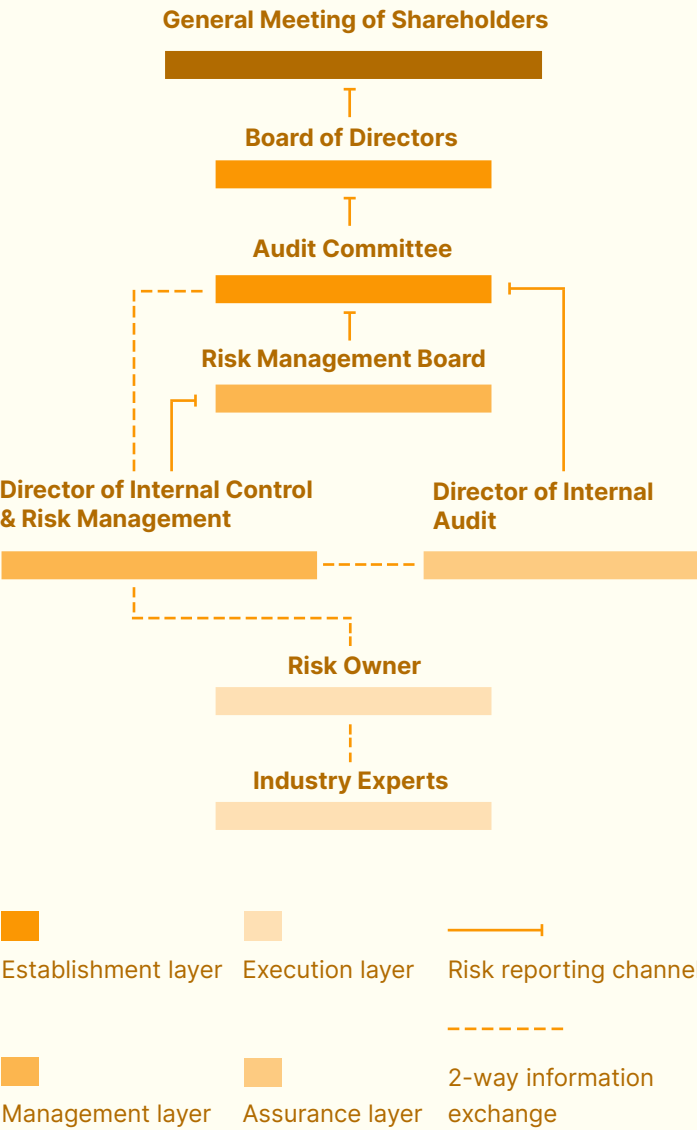 General Meeting of Shareholders
Board of Directors
Audit Committee
Risk Management Board
Director of Internal Control
& Risk Management
Director of Internal
Audit
Risk Owner
Industry Experts
Establishment layer
Execution layer
Risk reporting channel
Management layer
Assurance layer
2-way information
exchange